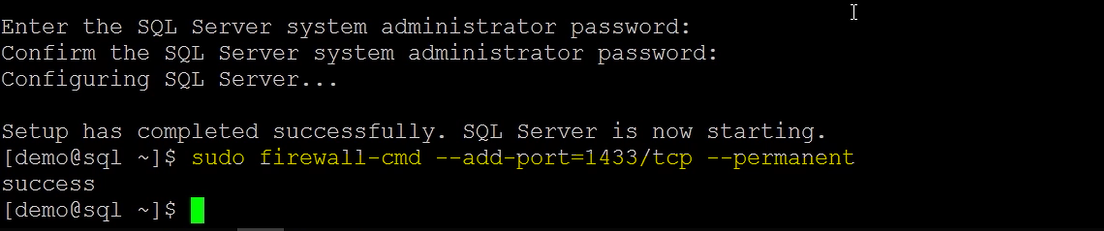 Enter the SQL Server system administrator password:
Confirm the SQL Server system administrator password:
Configuring SQL Server...
Setup has completed successfully. SQL Server is now starting.
[demo@sql ~]$ sudo firewall-cmd --add-port=1433/tcp --permanent
success
[demo@sql ~]$